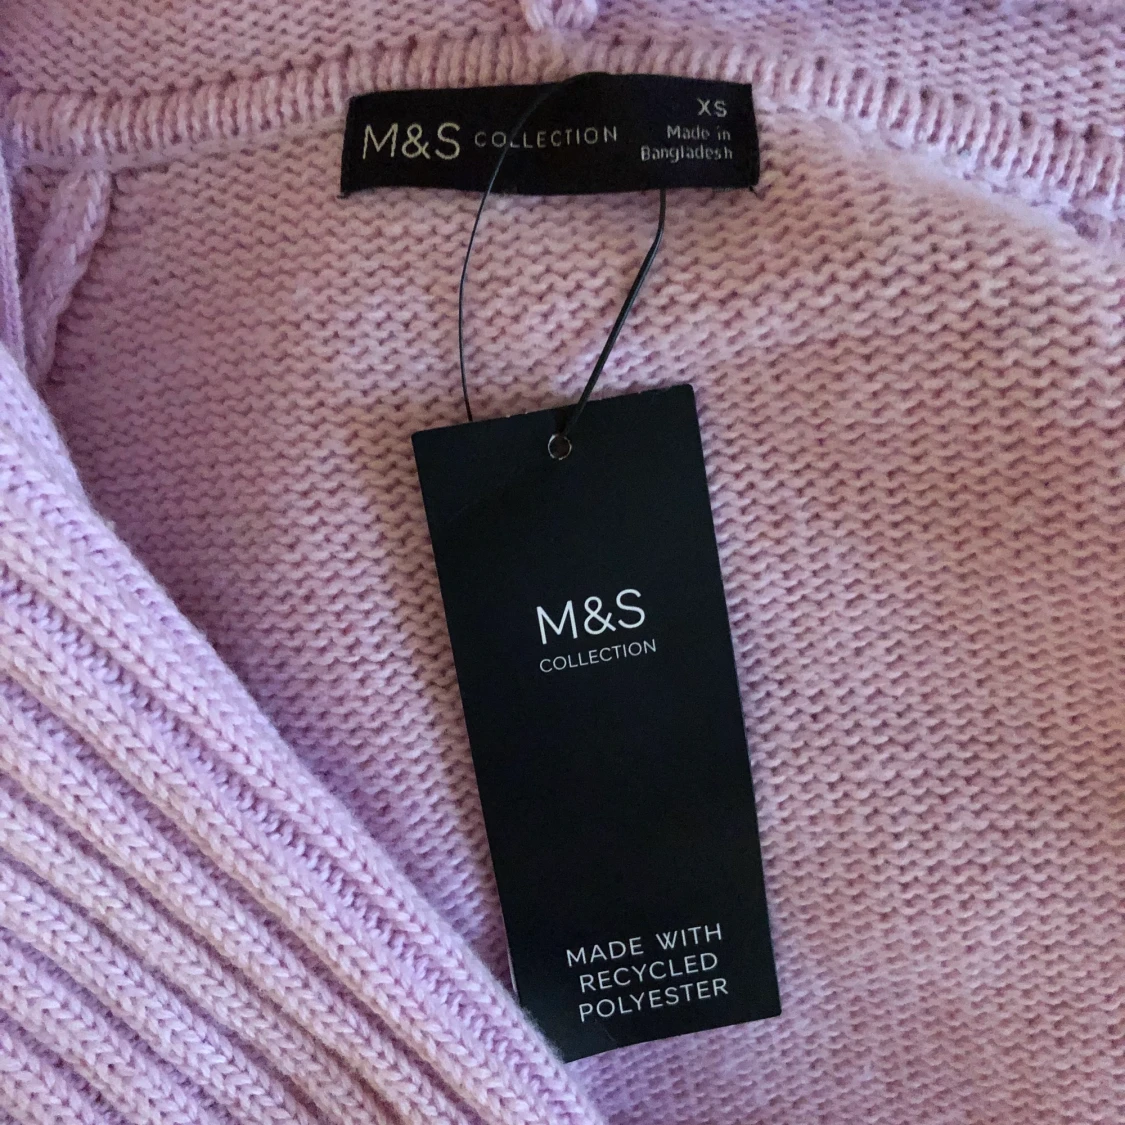 M&S COLLECTION
XS
Made in
Bangladesh
M&S
COLLECTION
MADE WITH
RECYCLED
POLYESTER